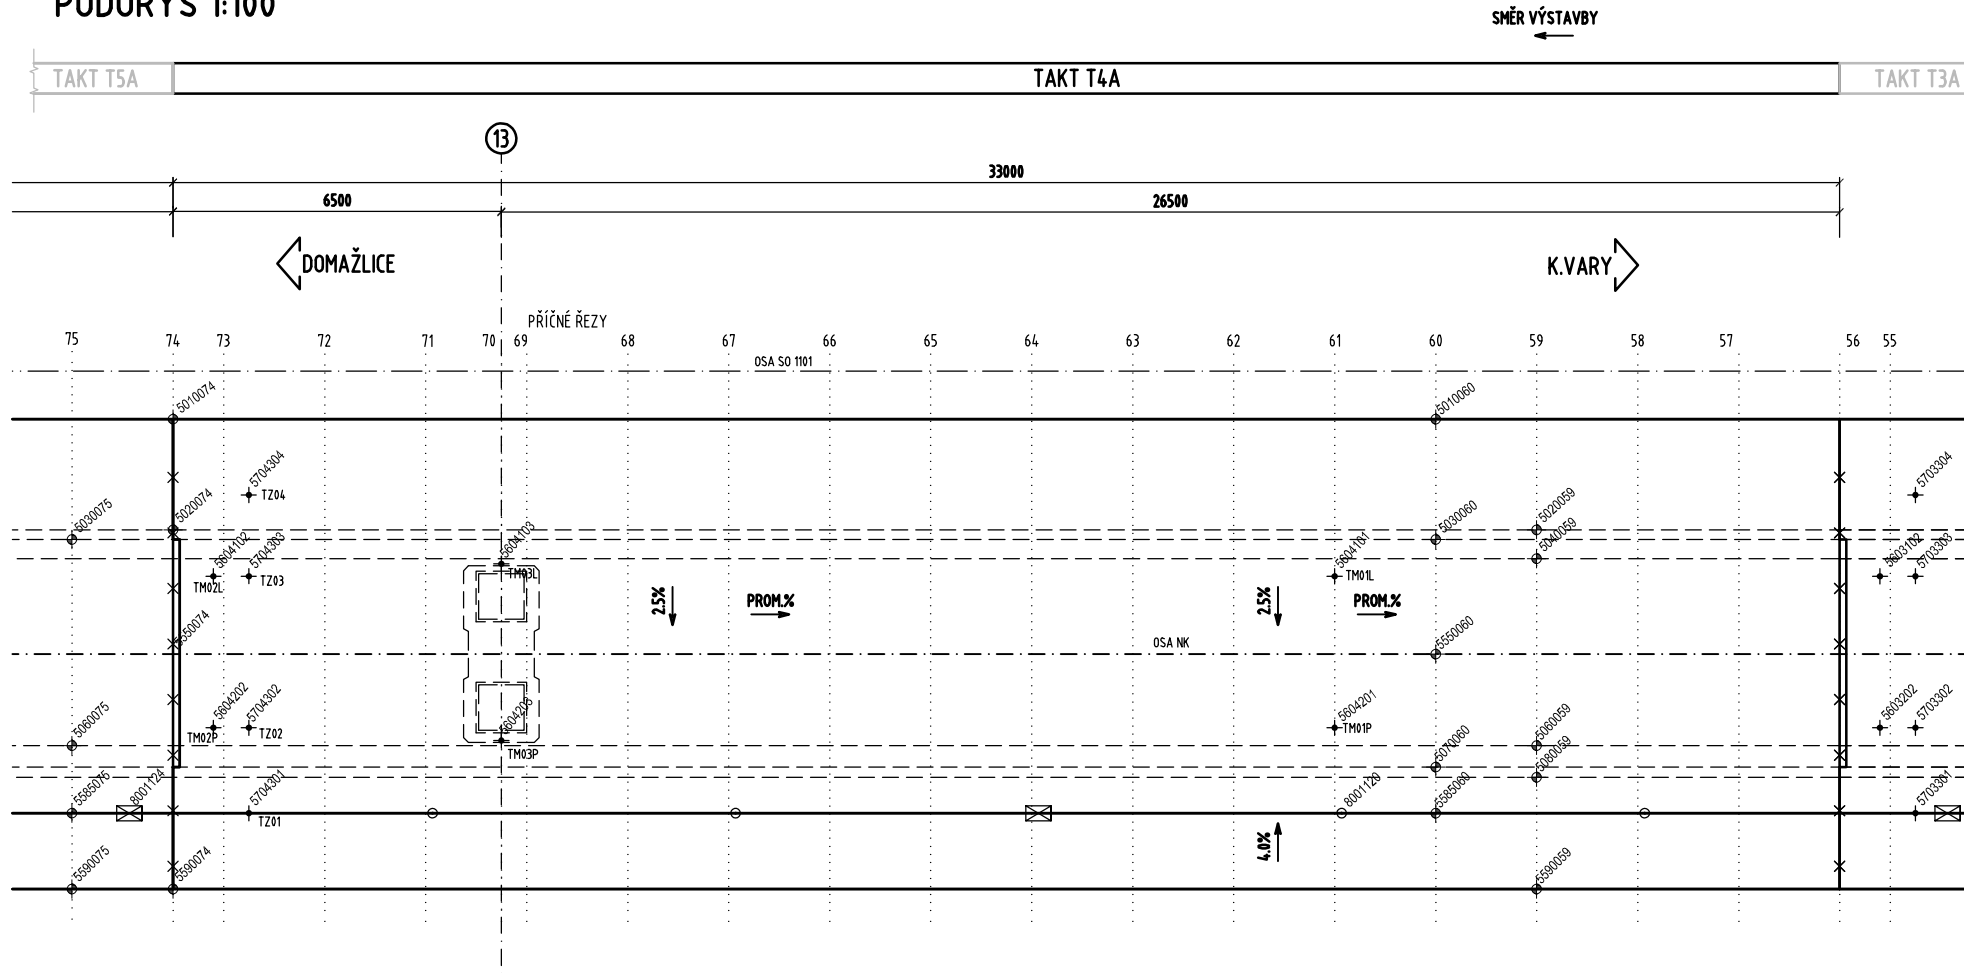 PŮDORYS 1:100
SMĚR VÝSTAVBY
TAKT T5A
TAKT T4A
TAKT T3A
13
33000
6500
26500
DOMAŽLICE
K.VARY
PŘÍČNÉ ŘEZY
75 74 73 72 71 70 69 68 67 66 65 64 63 62 61 60 59 58 57 56 55
OSA SO 1101
5010074
5010060
5704304
TZ04
5703304
5030075
5020074
5030060
5020059
5040059
5604102
TM02L
5704303
TZ03
5604103
TM03L
5604101
TM01L
5603102
5703303
2.5%
PROM.%
2.5%
PROM.%
5550074
OSA NK
5550060
5060075
5604202
TM02P
5704302
TZ02
5604203
TM03P
5604201
TM01P
5070060
5060059
5080059
5603202
5703302
5585075
8001124
5704301
TZ01
8001120
5585060
5703301
4.0%
5590075
5590074
5590059